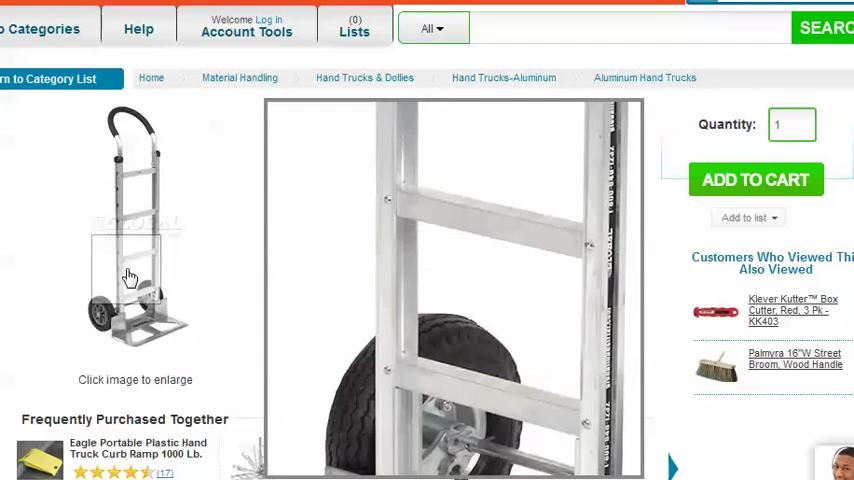 p Categories
Help
Welcome Log In
Account Tools
(0)
Lists
All
SEARC
rn to Category List
Home
Material Handling
Hand Trucks & Dollies
Hand Trucks-Aluminum
Aluminum Hand Trucks
GLOBAL
Quantity:
1
ADD TO CART
Add to list
Customers Who Viewed Thi
Also Viewed
Klever Kutter™ Box
Cutter, Red, 3 Pk -
KK403
Palmyra 16"W Street
Broom, Wood Handle
Click image to enlarge
Frequently Purchased Together
Eagle Portable Plastic Hand
Truck Curb Ramp 1000 Lb.
(17)